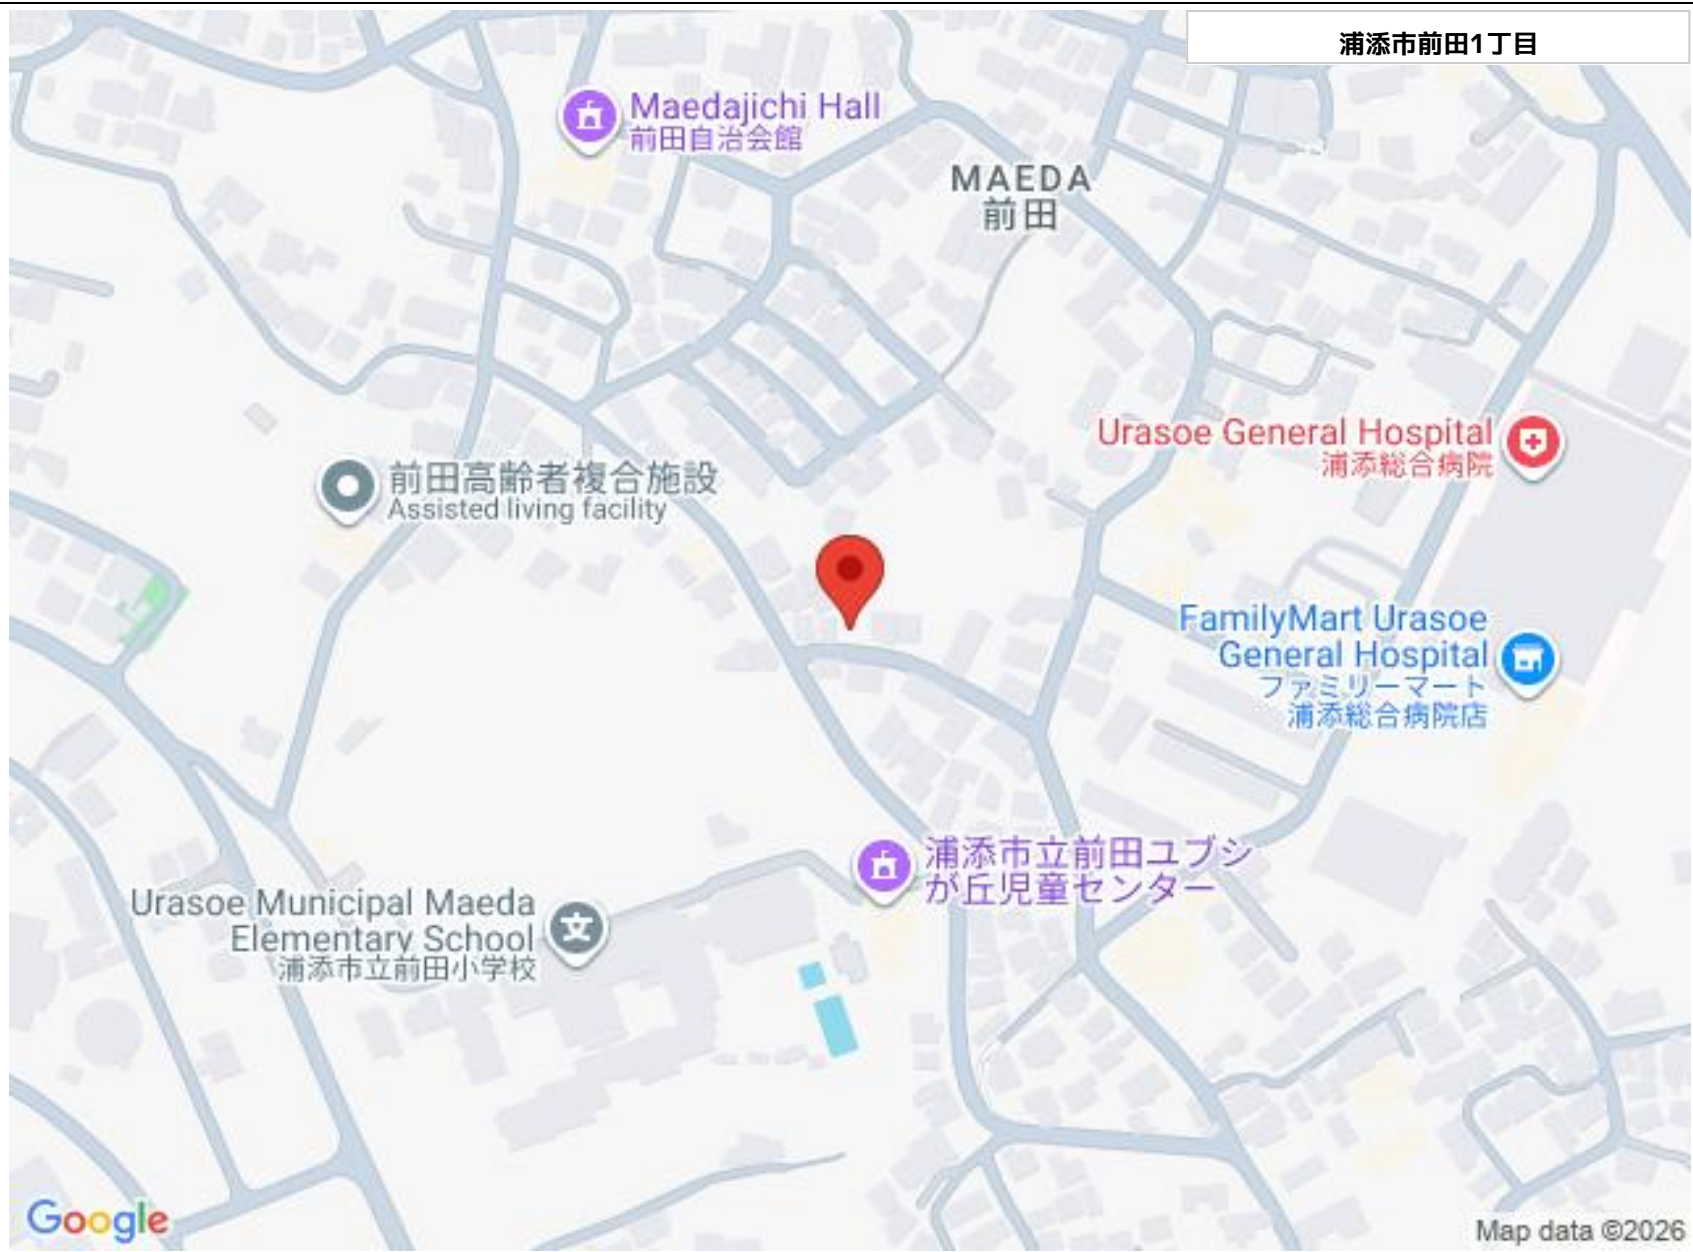 浦添市前田1丁目
Maedajichi Hall
前田自治会館
MAEDA
前田
Urasoe General Hospital
浦添総合病院
前田高齢者複合施設
Assisted living facility
FamilyMart Urasoe
General Hospital
ファミリーマート
浦添総合病院店
浦添市立前田ユブシ
が丘児童センター
Urasoe Municipal Maeda
Elementary School
浦添市立前田小学校
文
Google
Map data ©2026